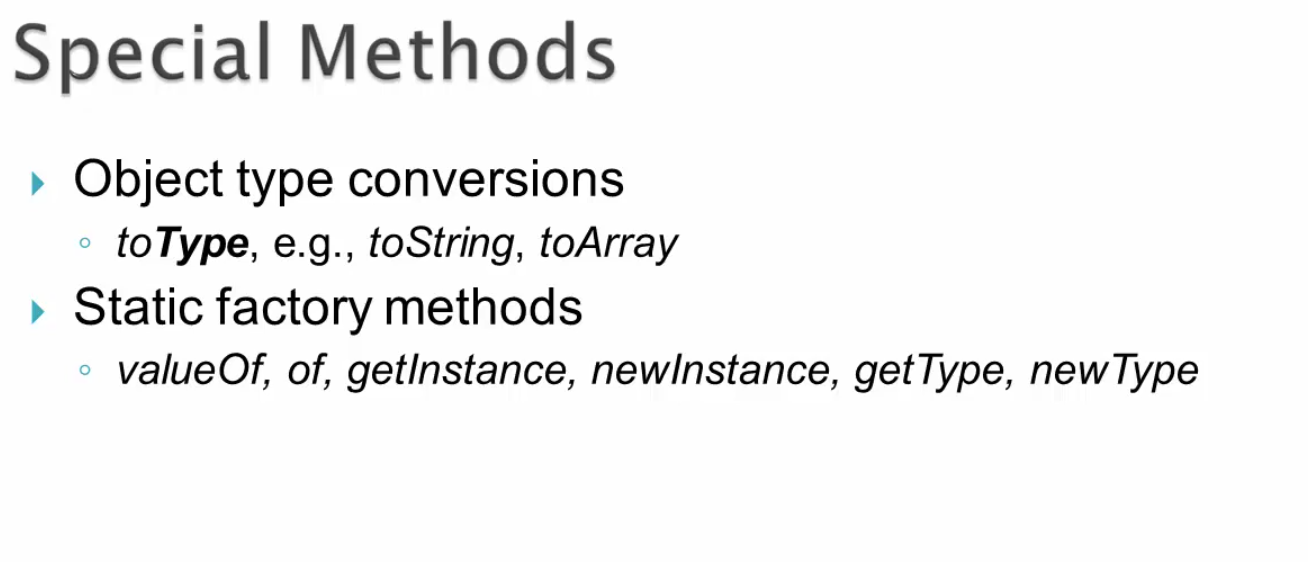 Special Methods
Object type conversions
toType, e.g., toString, toArray
Static factory methods
valueOf, of, getInstance, newInstance, getType, newType